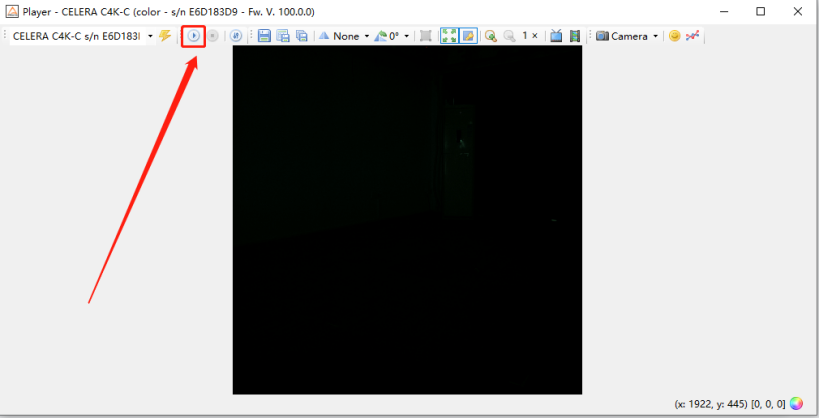 Player - CELERA C4K-C (color - s/n E6D183D9 - Fw. V. 100.0.0)
CELERA C4K-C s/n E6D183 None 0° 1 × Camera
(x: 1922, y: 445) [0, 0, 0]